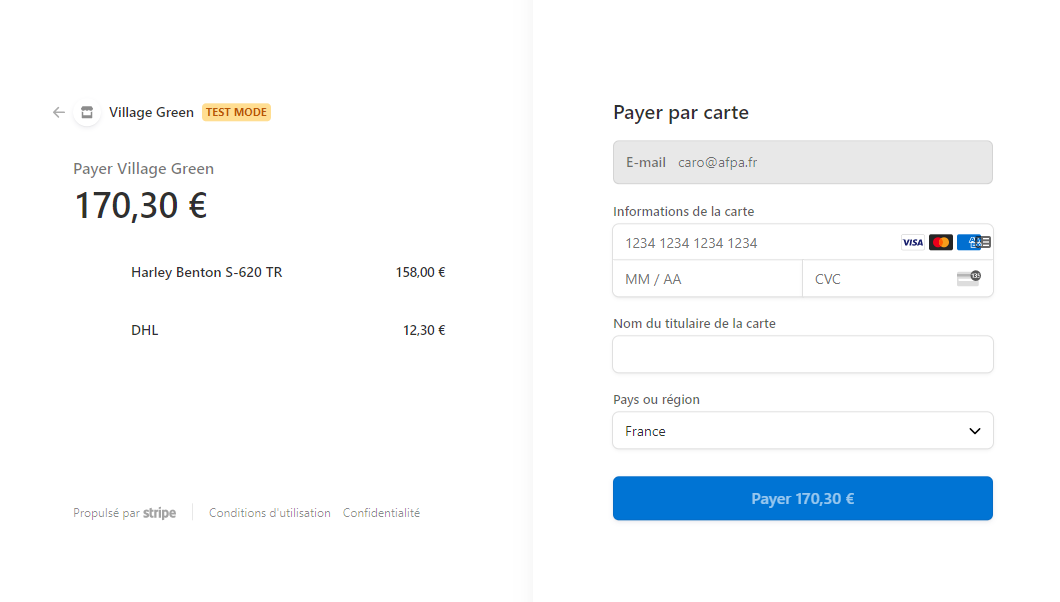 Village Green TEST MODE
Payer Village Green
170,30 €
Harley Benton S-620 TR 158,00 €
DHL 12,30 €
Propulsé par stripe Conditions d'utilisation Confidentialité
Payer par carte
E-mail caro@afpa.fr
Informations de la carte
1234 1234 1234 1234 VISA
MM / AA CVC 135
Nom du titulaire de la carte
Pays ou région
France
Payer 170,30 €